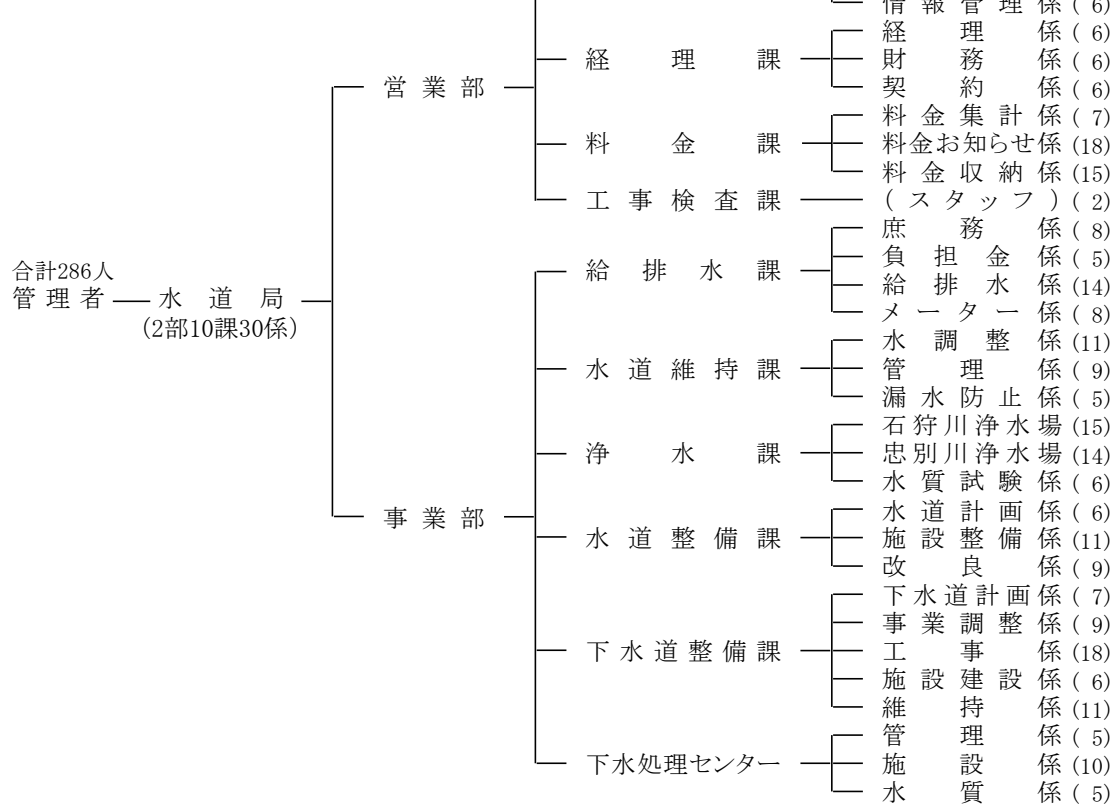 情報管理係( 6)
経理係( 6)
経理課
財務係( 6)
営業部
契約係( 6)
料金集計係( 7)
料金課
料金お知らせ係(18)
料金収納係(15)
工事検査課
(スタッフ)( 2)
庶務係( 8)
負担金係( 5)
合計286人
給排水課
管理者
水道局
給排水係(14)
(2部10課30係)
メーター係( 8)
水調整係(11)
水道維持課
管理係( 9)
漏水防止係( 5)
石狩川浄水場(15)
浄水課
忠別川浄水場(14)
水質試験係( 6)
事業部
水道計画係( 6)
水道整備課
施設整備係(11)
改良係( 9)
下水道計画係( 7)
事業調整係( 9)
下水道整備課
工事係(18)
施設建設係( 6)
維持係(11)
管理係( 5)
下水処理センター
施設係(10)
水質係( 5)